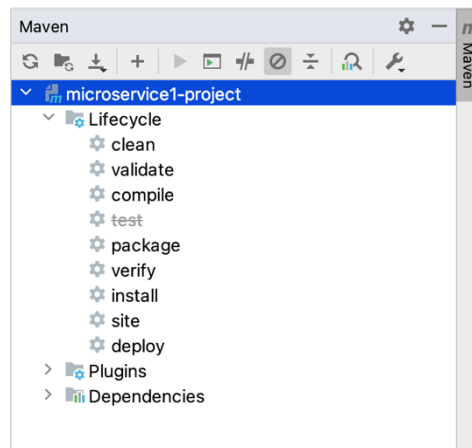 Maven
Maven
microservice1-project
Lifecycle
clean
validate
compile
test
package
verify
install
site
deploy
Plugins
Dependencies